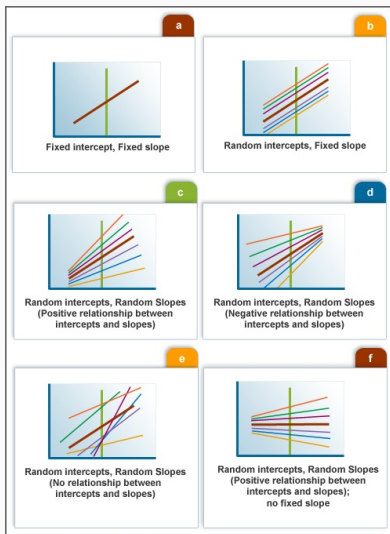 a
b
Fixed intercept, Fixed slope
Random intercepts, Fixed slope
c
d
Random intercepts, Random Slopes
(Positive relationship between
intercepts and slopes)
Random intercepts, Random Slopes
(Negative relationship between
intercepts and slopes)
e
f
Random intercepts, Random Slopes
(No relationship between
intercepts and slopes)
Random intercepts, Random Slopes
(Positive relationship between
intercepts and slopes);
no fixed slope